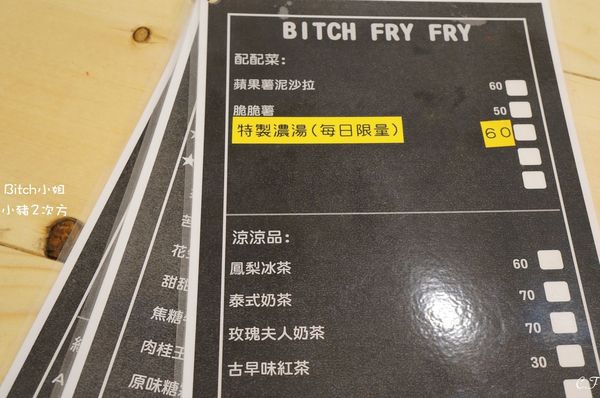 BITCH FRY FRY
配配菜:
蘋果薯泥沙拉 60
脆脆薯 50
特製濃湯(每日限量) 60
涼涼品:
鳳梨冰茶 60
泰式奶茶 70
玫瑰夫人奶茶 70
古早味紅茶 30
Bitch小姐
小豬2次方
花
甜甜
焦糖
肉桂王
原味糖
C.T